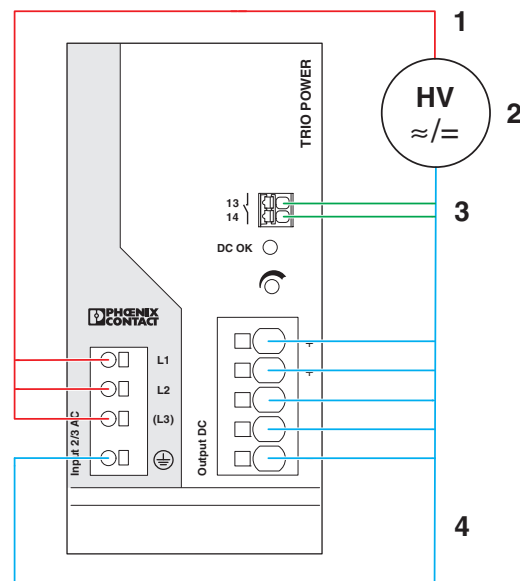 1
HV
≈/=
2
TRIO POWER
13
14
3
DC OK
PHŒNIX
CONTACT
L1
L2
(L3)
Input 2/3 AC
Output DC
+
+
4